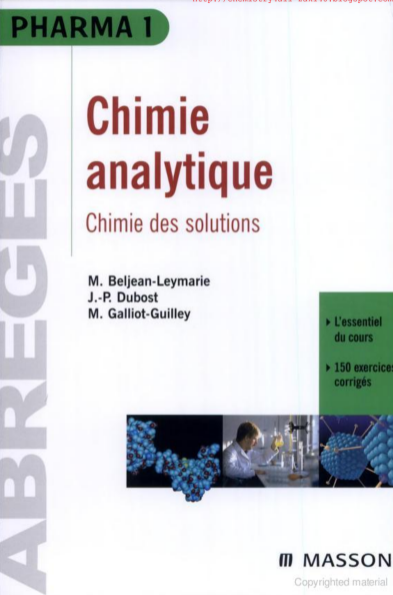 PHARMA 1
Chimie
analytique
Chimie des solutions
M. Beljean-Leymarie
J.-P. Dubost
M. Galliot-Guilley
L'essentiel
du cours
150 exercices
corrigés
ABREGES
MASSON
Copyrighted material